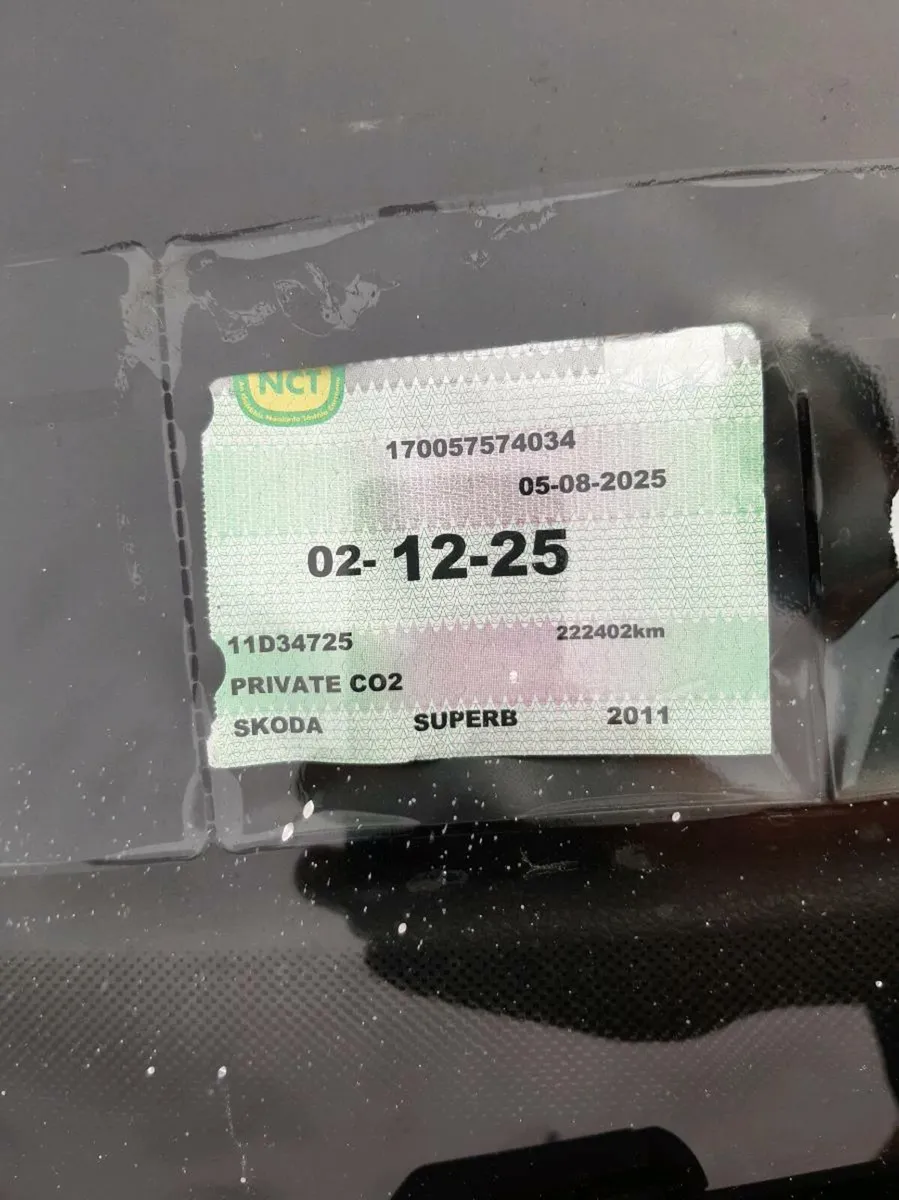 NCT
170057574034
05-08-2025
02- 12-25
11D34725 222402km
PRIVATE CO2
SKODA SUPERB 2011